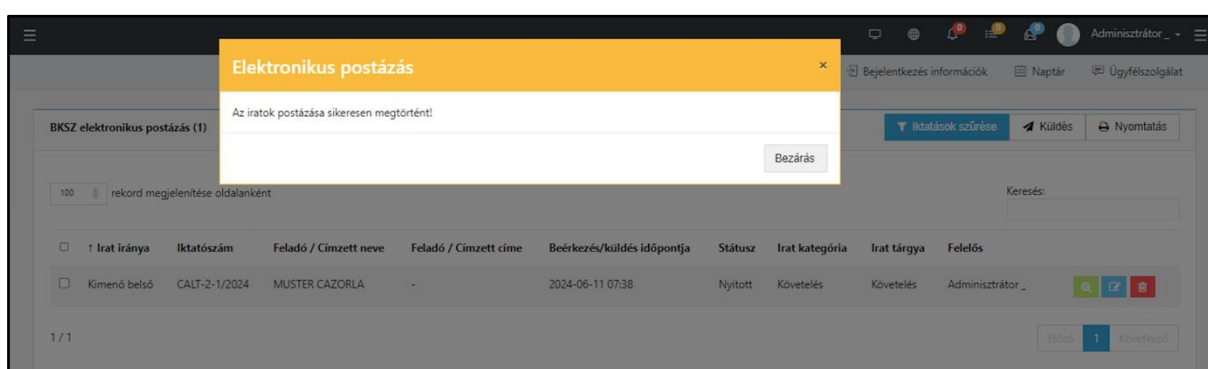 0 0 0 Adminisztrátor _
Elektronikus postázás ×
Bejelentkezés információk Naptár Ügyfélszolgálat
Az iratok postázása sikeresen megtörtént!
BKSZ elektronikus postázás (1) Iktatások szűrése Küldés Nyomtatás
Bezárás
100 rekord megjelenítése oldalanként Keresés:
↑ Irat iránya Iktatószám Feladó / Címzett neve Feladó / Címzett címe Beérkezés/küldés időpontja Státusz Irat kategória Irat tárgya Felelős
Kimenő belső CALT-2-1/2024 MUSTER CAZORLA - 2024-06-11 07:38 Nyitott Követelés Követelés Adminisztrátor _
1 / 1 Előző 1 Következő